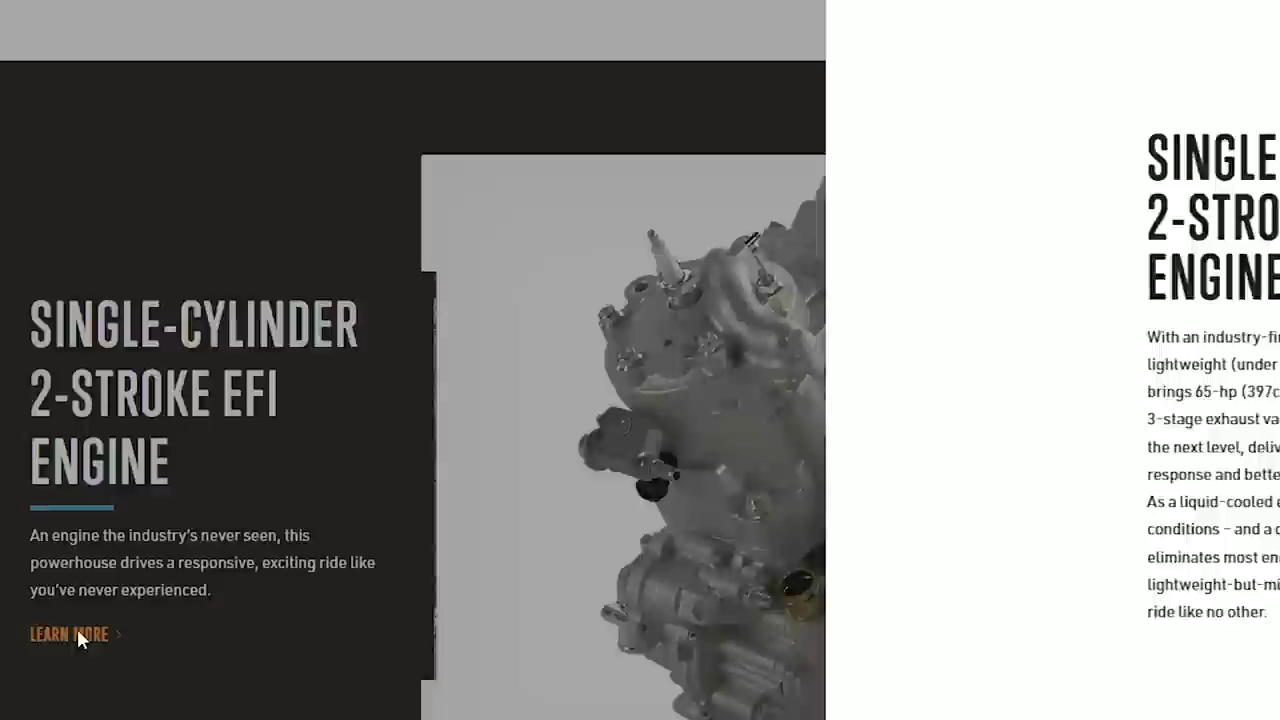 SINGLE-CYLINDER
2-STROKE EFI
ENGINE
An engine the industry's never seen, this
powerhouse drives a responsive, exciting ride like
you've never experienced.
LEARN MORE
SINGLE
2-STRO
ENGINE
With an industry-fi
lightweight (under
brings 65-hp (397c
3-stage exhaust va
the next level, deliv
response and bette
As a liquid-cooled e
conditions – and a c
eliminates most en
lightweight-but-mi
ride like no other.